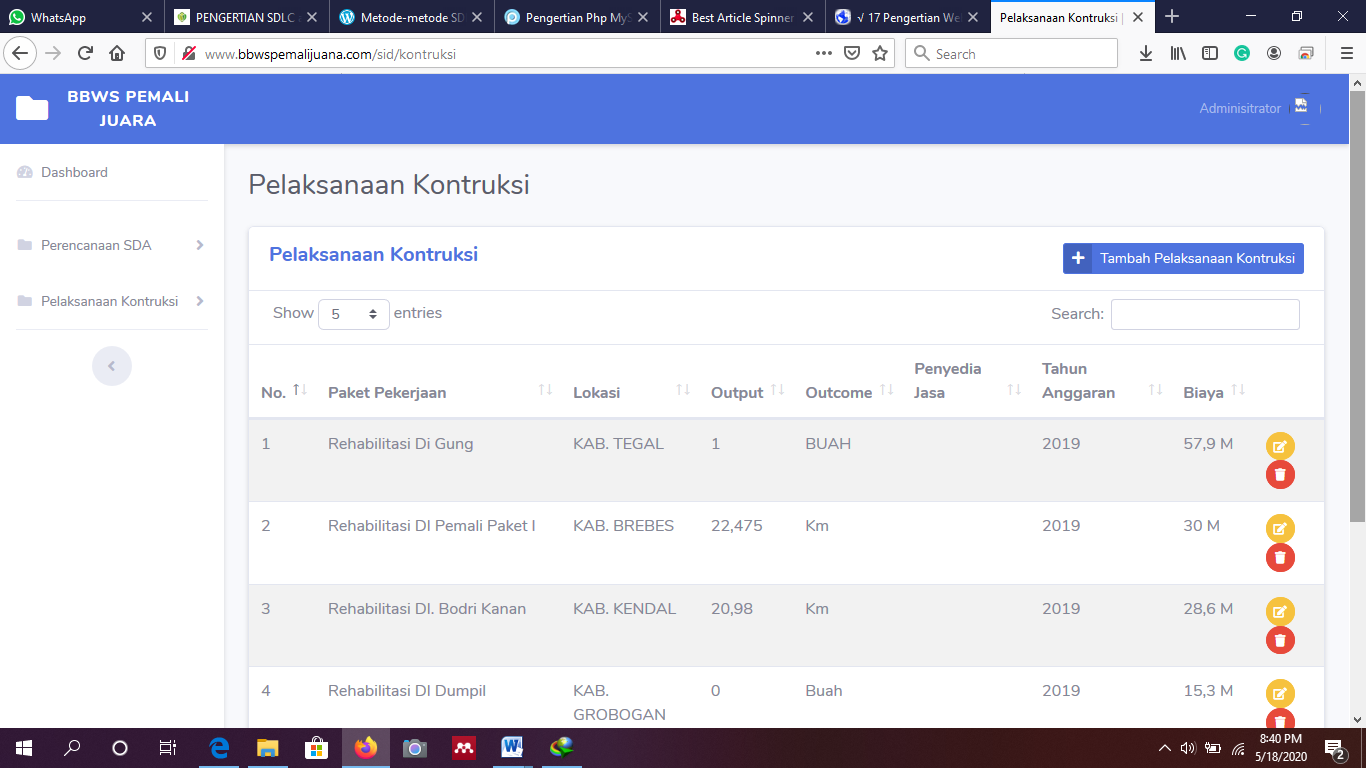 WhatsApp
PENGERTIAN SDLC
Metode-metode SD
Pengertian Php MyS
Best Article Spinner
√ 17 Pengertian We
Pelaksanaan Kontruksi |
www.bbwspemalijuana.com/sid/kontruksi
Search
BBWS PEMALI
JUARA
Adminisitrator
Dashboard
Perencanaan SDA
Pelaksanaan Kontruksi
Pelaksanaan Kontruksi
Pelaksanaan Kontruksi
Tambah Pelaksanaan Kontruksi
Show 5 entries
Search:
No. Paket Pekerjaan Lokasi Output Outcome Penyedia Jasa Tahun Anggaran Biaya
1 Rehabilitasi Di Gung KAB. TEGAL 1 BUAH 2019 57,9 M
2 Rehabilitasi DI Pemali Paket I KAB. BREBES 22,475 Km 2019 30 M
3 Rehabilitasi DI. Bodri Kanan KAB. KENDAL 20,98 Km 2019 28,6 M
4 Rehabilitasi DI Dumpil KAB. GROBOGAN 0 Buah 2019 15,3 M
8:40 PM
5/18/2020
2